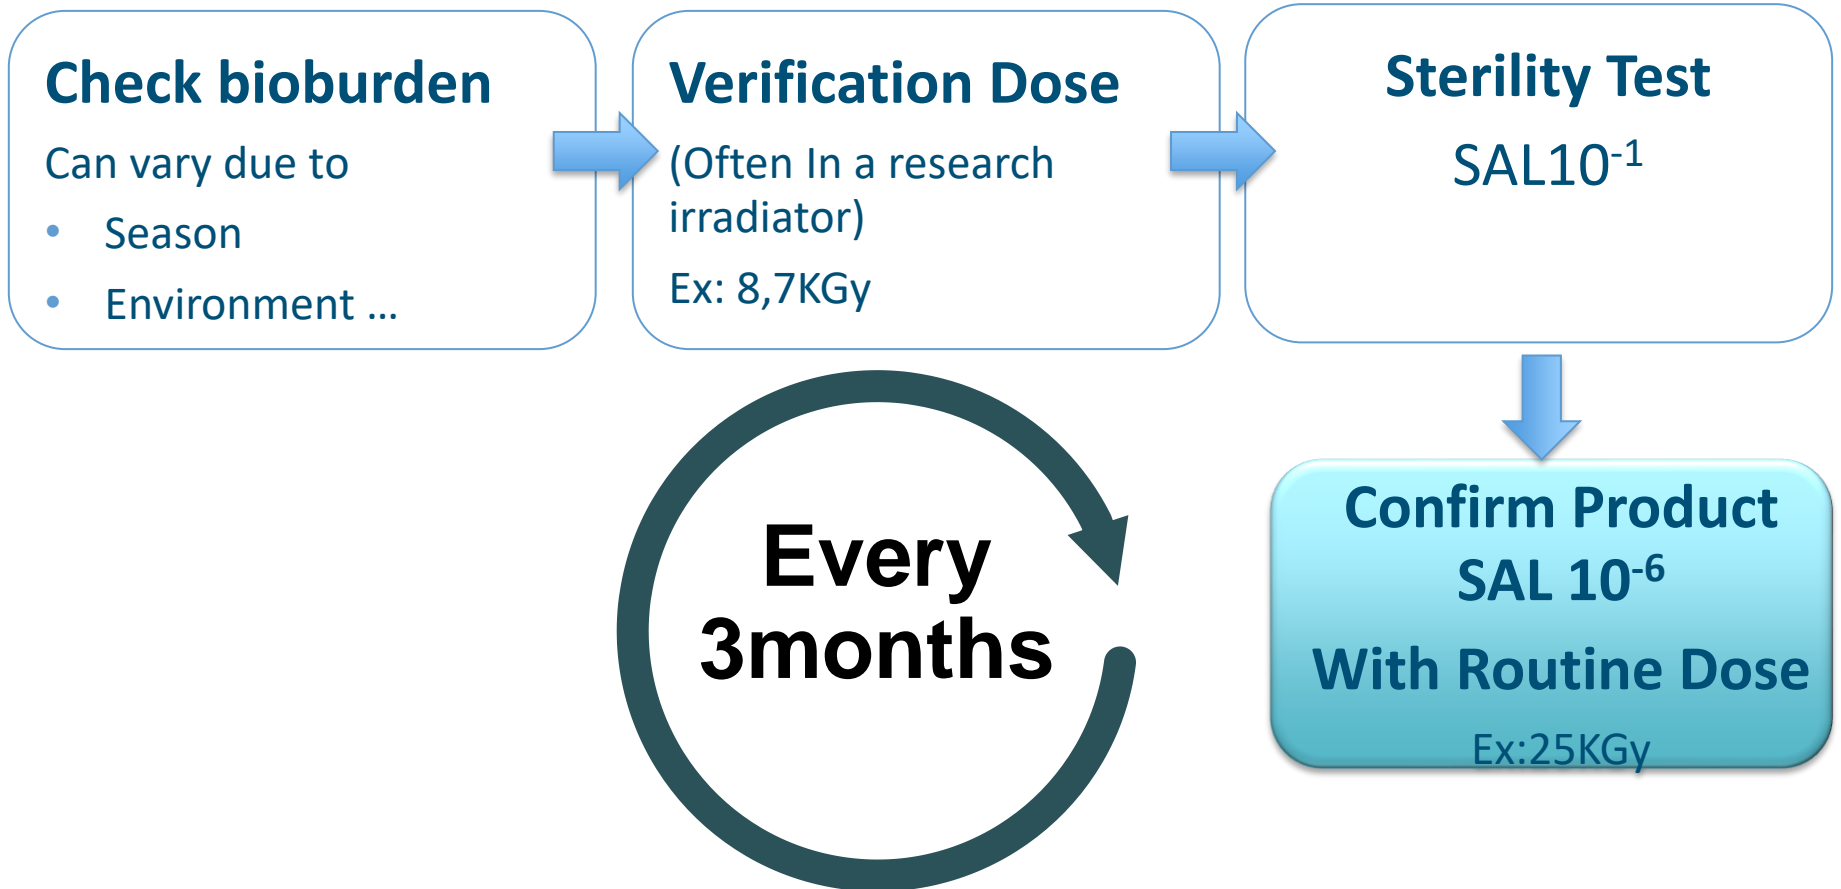 Check bioburden
Can vary due to
• Season
• Environment ...
Verification Dose
(Often In a research
irradiator)
Ex: 8,7KGy
Sterility Test
SAL10⁻¹
Every
3months
Confirm Product
SAL 10⁻⁶
With Routine Dose
Ex:25KGy